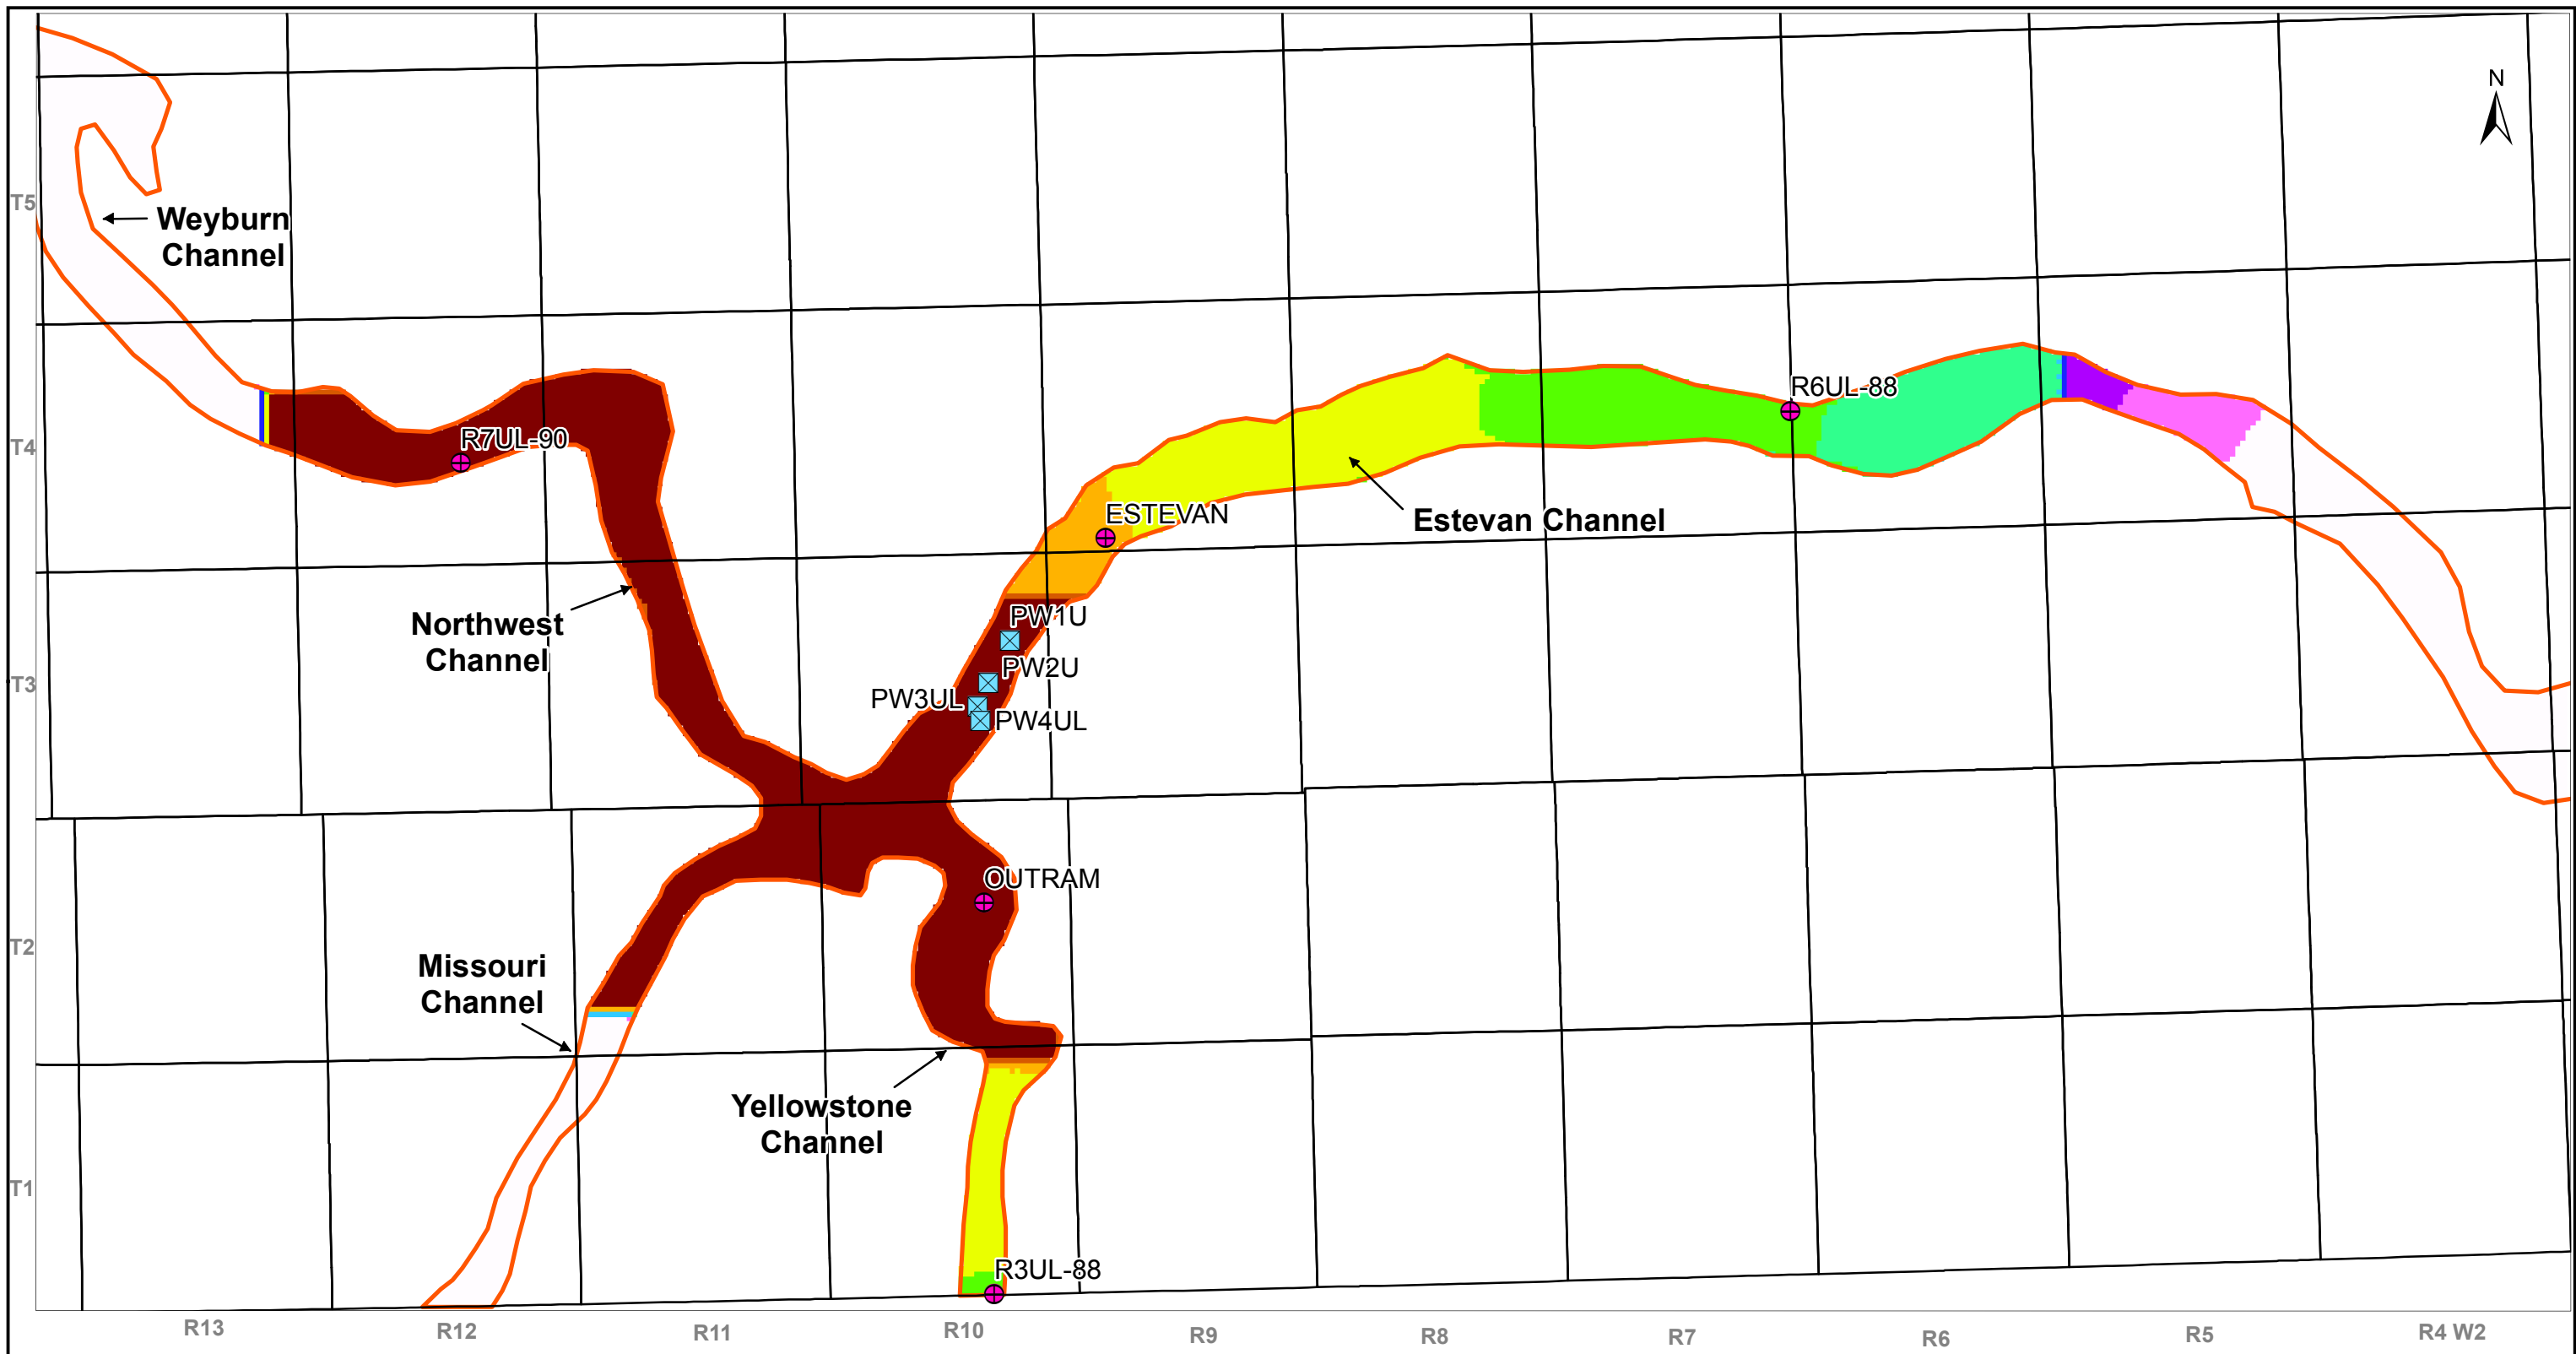 N
T5
Weyburn
Channel
R6UL-88
R7UL-90
T4
ESTEVAN
Estevan Channel
Northwest
Channel
PW1U
PW2U
T3
PW3UL
PW4UL
OUTRAM
T2
Missouri
Channel
Yellowstone
Channel
T1
R3UL-88
R13
R12
R11
R10
R9
R8
R7
R6
R5
R4 W2